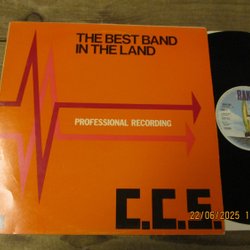 THE BEST BAND
IN THE LAND
PROFESSIONAL RECORDING
C.C.S.
22/06/2025